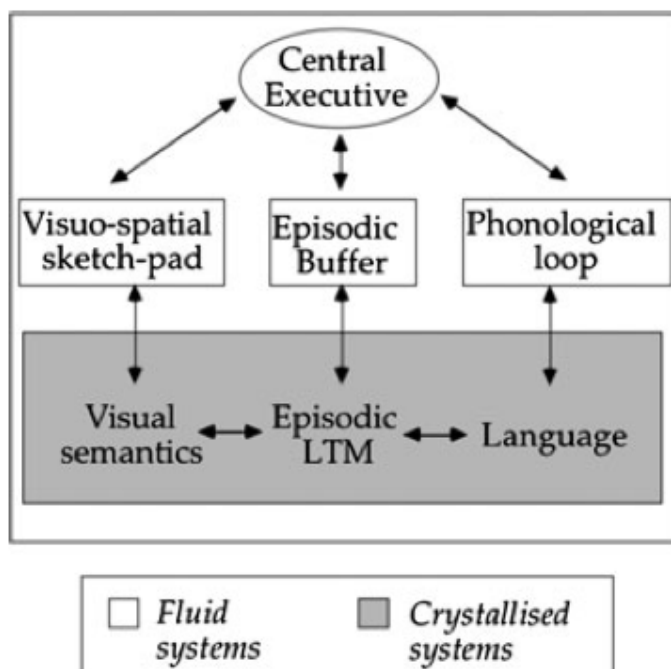 Central
Executive
Visuo-spatial
sketch-pad
Episodic
Buffer
Phonological
loop
Visual
semantics
Episodic
LTM
Language
Fluid
systems
Crystallised
systems